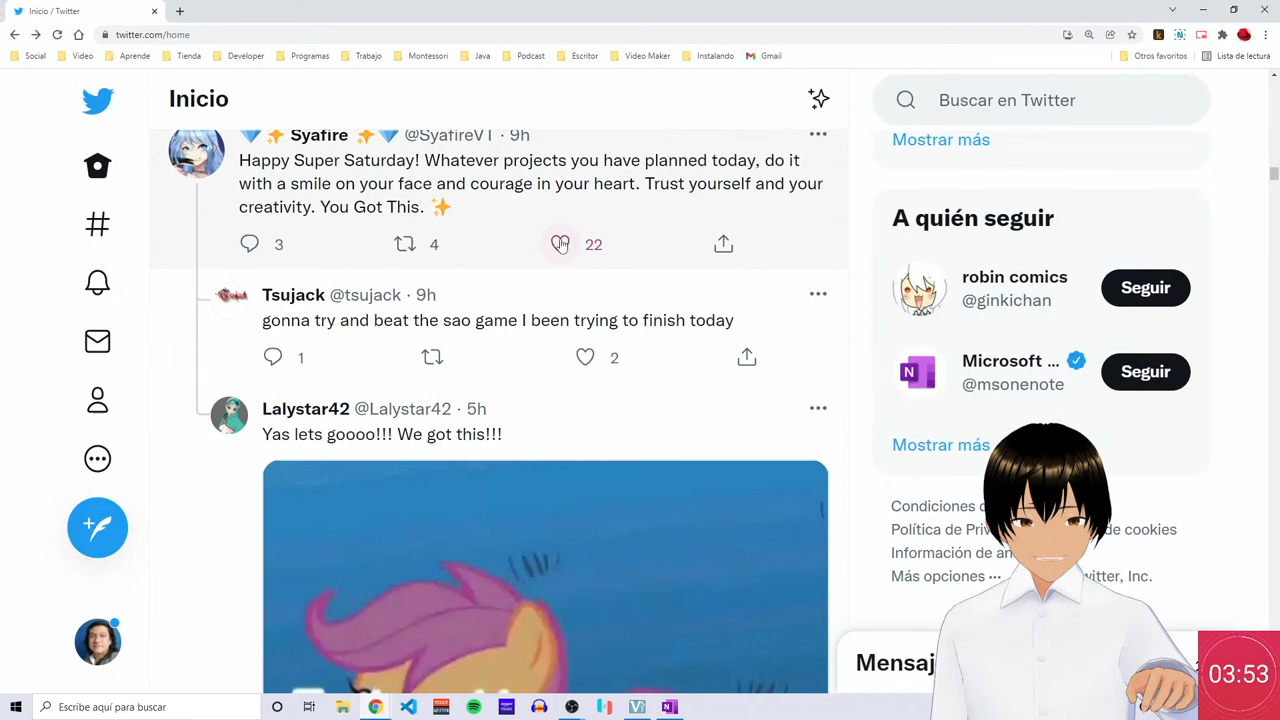 Inicio / Twitter
twitter.com/home
Social
Video
Aprende
Tienda
Developer
Programas
Trabajo
Montessori
Java
Podcast
Escritor
Video Maker
Instalando
Gmail
Otros favoritos
Lista de lectura
Inicio
Buscar en Twitter
Mostrar más
💎 ✨ Syafire ✨💎 @SyafireVT · 9h
Happy Super Saturday! Whatever projects you have planned today, do it
with a smile on your face and courage in your heart. Trust yourself and your
creativity. You Got This. ✨
3
4
22
Tsujack @tsujack · 9h
gonna try and beat the sao game I been trying to finish today
1
2
Lalystar42 @Lalystar42 · 5h
Yas lets goooo!!! We got this!!!
A quién seguir
robin comics
@ginkichan
Seguir
Microsoft ...
@msonenote
Seguir
Mostrar más
Condiciones
Política de Pri
de cookies
Información de an
Más opciones ···
witter, Inc.
Mensaj
03:53
Escribe aquí para buscar